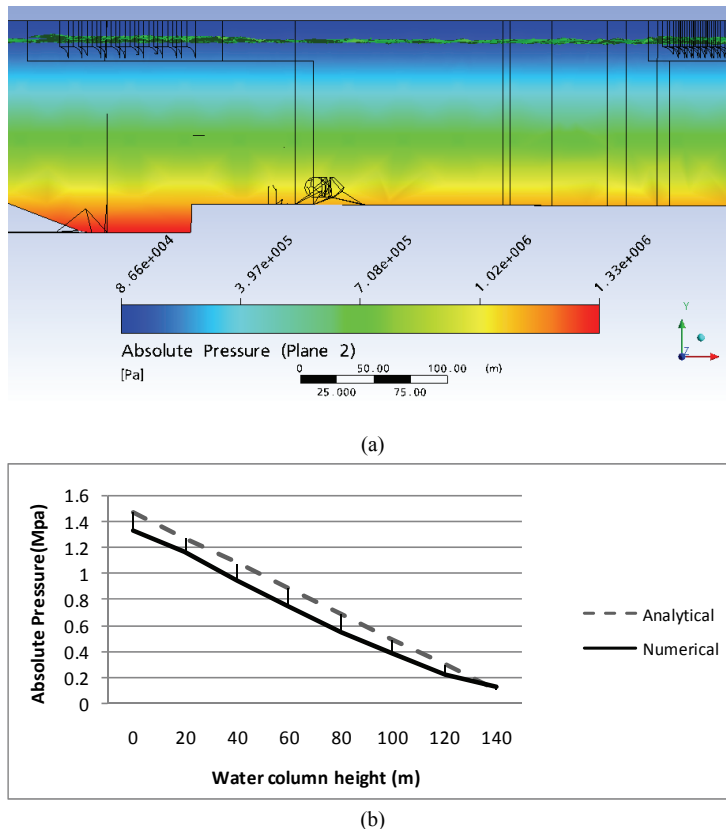 8.66e+004
3.97e+005
7.08e+005
1.02e+006
1.33e+006
Absolute Pressure (Plane 2)
[Pa]
0 50.00 100.00 (m)
25.000 75.00
Y
Z
(a)
1.6
1.4
1.2
1
0.8
0.6
0.4
0.2
0
Absolute Pressure(Mpa)
0 20 40 60 80 100 120 140
Water column height (m)
Analytical
Numerical
(b)